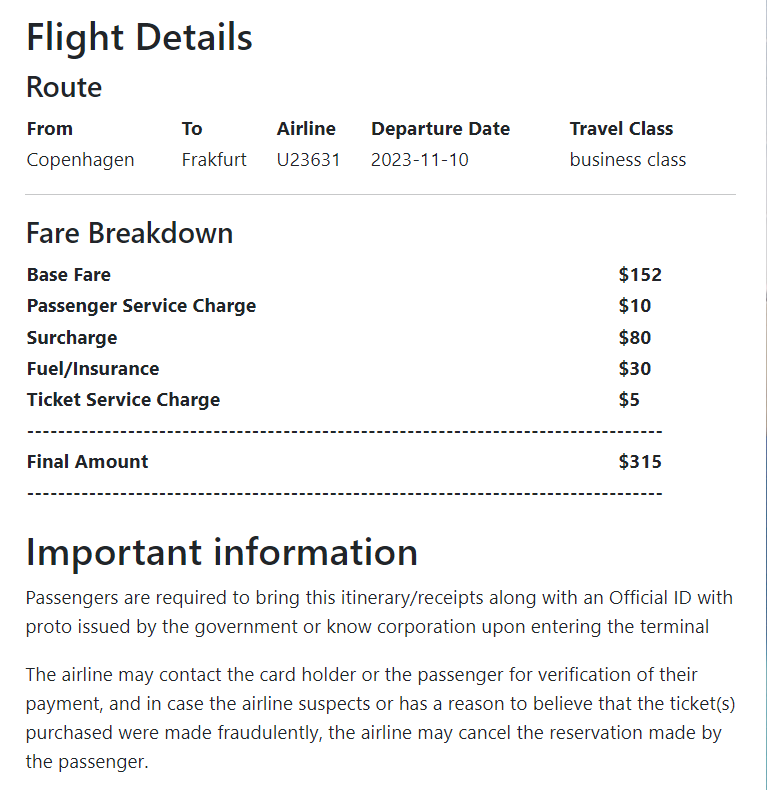 Flight Details
Route
From To Airline Departure Date Travel Class
Copenhagen Frakfurt U23631 2023-11-10 business class
Fare Breakdown
Base Fare $152
Passenger Service Charge $10
Surcharge $80
Fuel/Insurance $30
Ticket Service Charge $5
--------------------------------------------------------------------------------
Final Amount $315
--------------------------------------------------------------------------------
Important information
Passengers are required to bring this itinerary/receipts along with an Official ID with
proto issued by the government or know corporation upon entering the terminal
The airline may contact the card holder or the passenger for verification of their
payment, and in case the airline suspects or has a reason to believe that the ticket(s)
purchased were made fraudulently, the airline may cancel the reservation made by
the passenger.